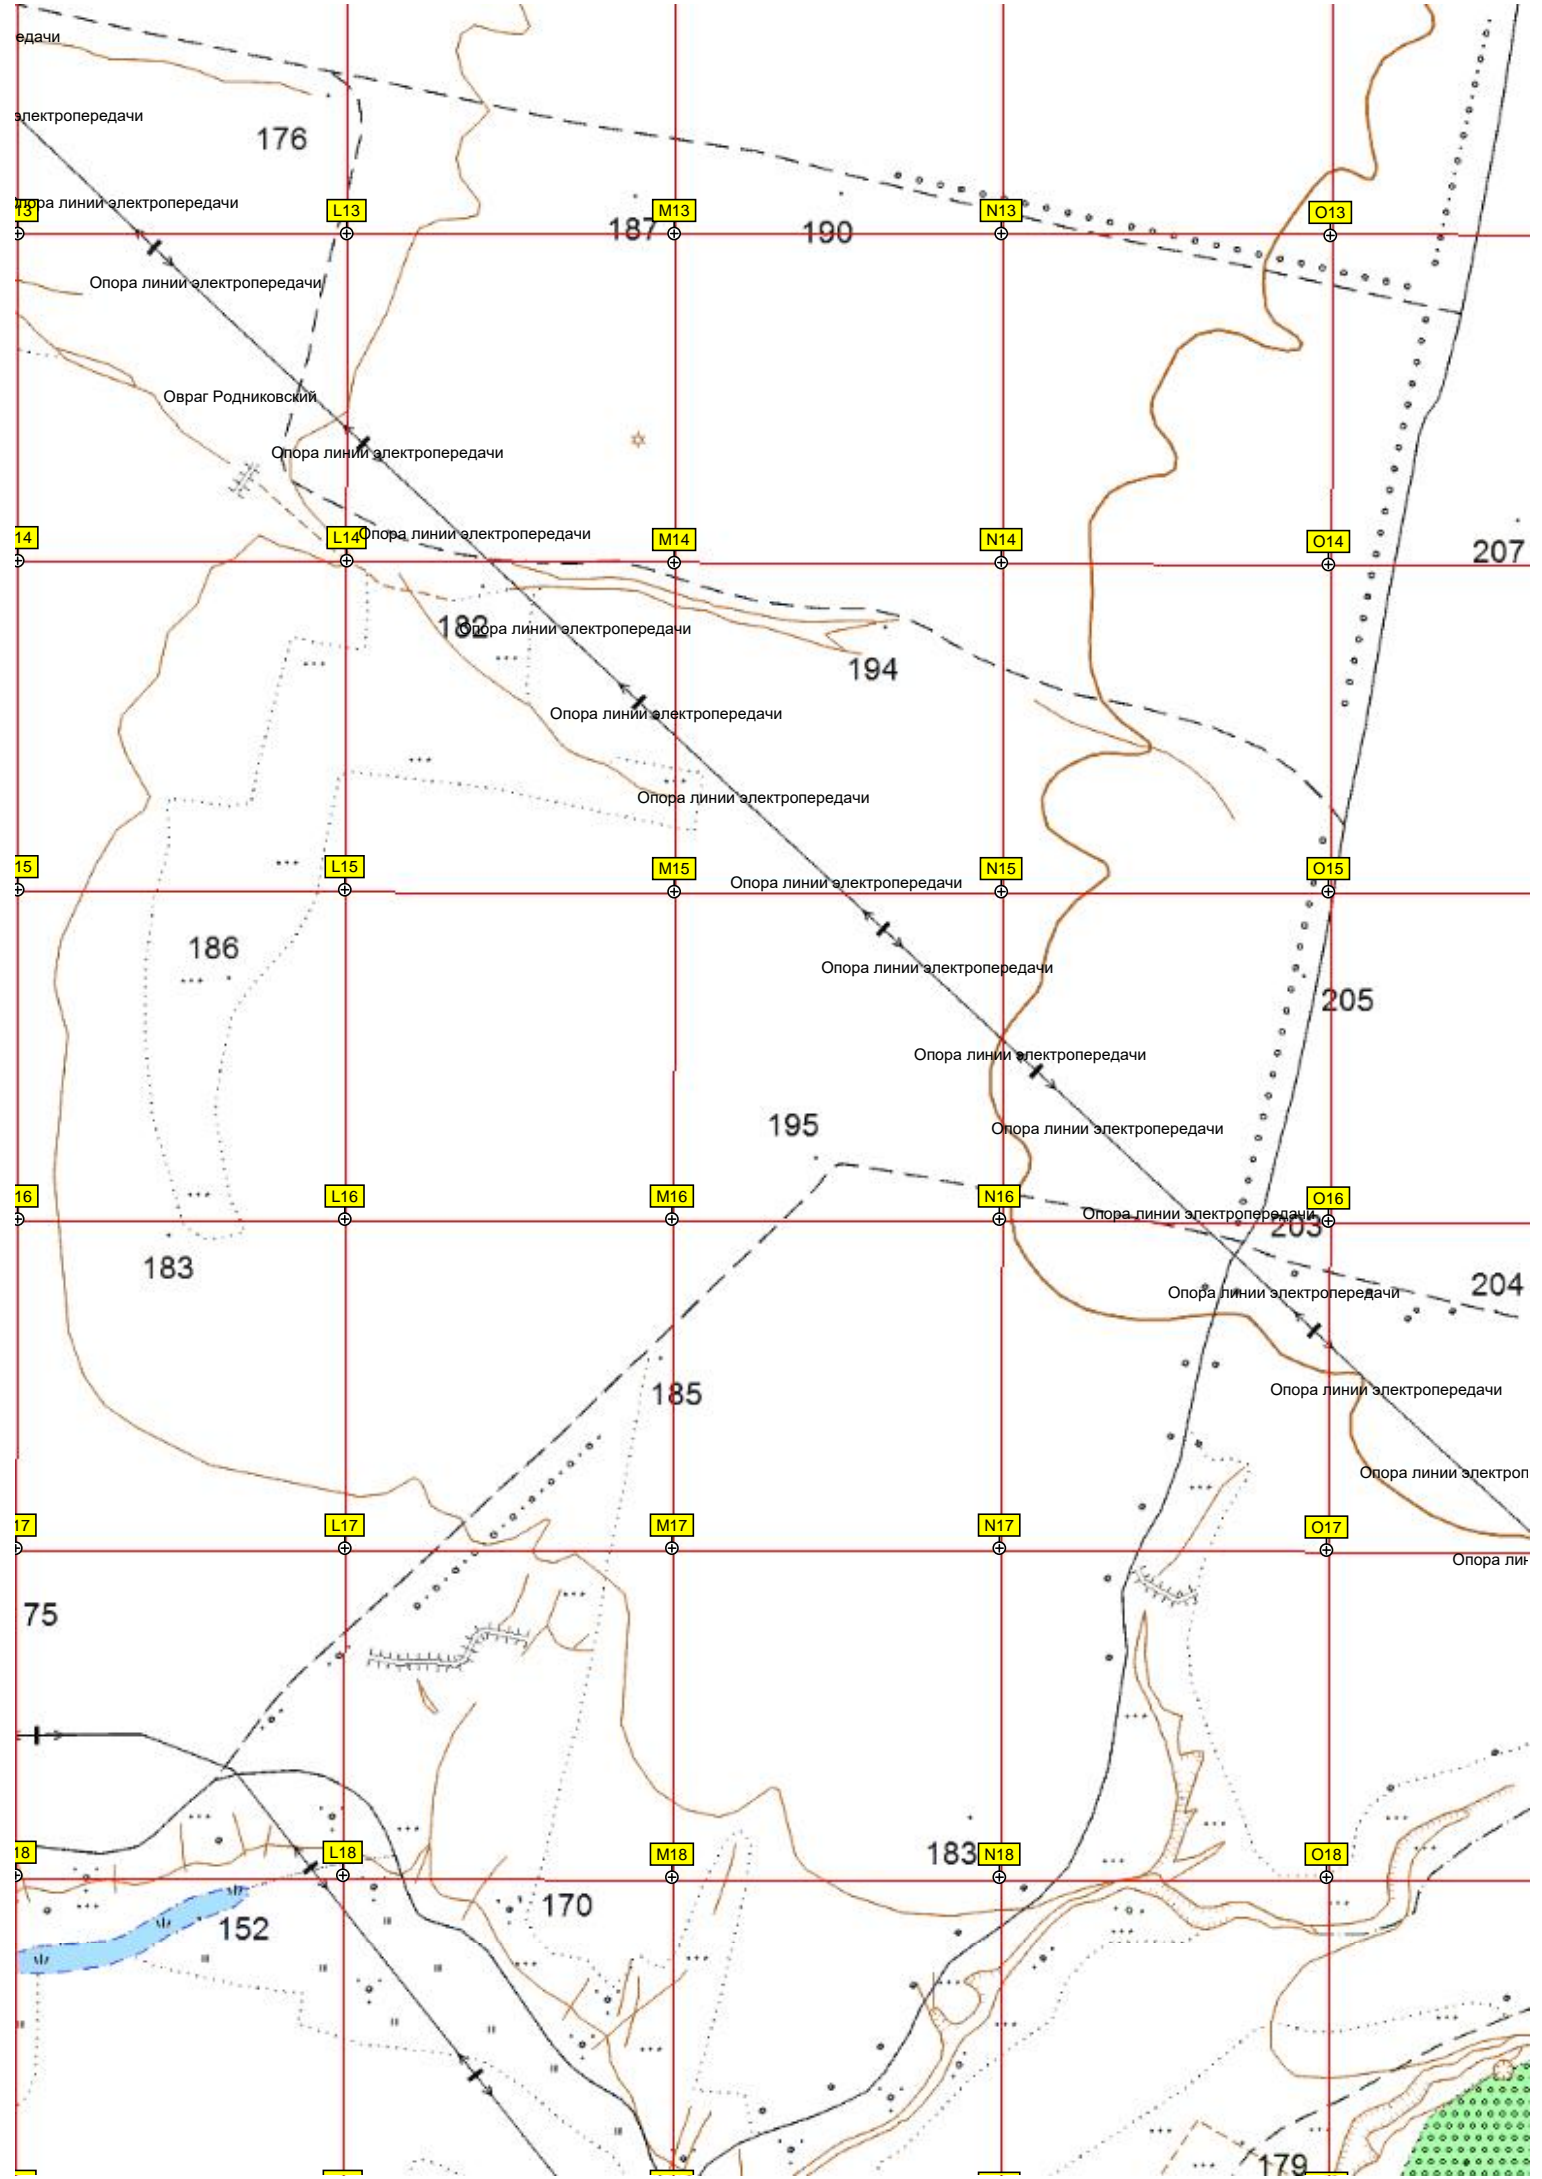 едачи
электропередачи
176
Опора линии электропередачи
13
L13
187
M13
190
N13
O13
Опора линии электропередачи
Овраг Родниковский
Опора линии электропередачи
14
L14
Опора линии электропередачи
M14
N14
O14
207
182
Опора линии электропередачи
194
Опора линии электропередачи
Опора линии электропередачи
15
L15
M15
Опора линии электропередачи
N15
O15
186
Опора линии электропередачи
205
Опора линии электропередачи
195
Опора линии электропередачи
16
L16
M16
N16
Опора линии электропередачи
203
O16
183
204
Опора линии электропередачи
185
Опора линии электропередачи
Опора линии электроп
17
L17
M17
N17
O17
Опора лин
75
18
L18
M18
183
N18
O18
152
170
179